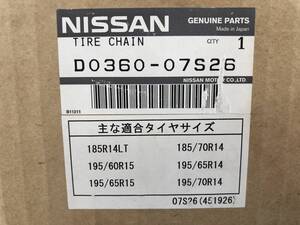 NISSAN
GENUINE PARTS
Made in Japan
TIRE CHAIN
QTY
1
D0360-07S26
NISSAN MOTOR CO.,LTD.
B11211
主な適合タイヤサイズ
185R14LT 185/70R14
195/60R15 195/65R14
195/65R15 195/70R14
07S26(451926)